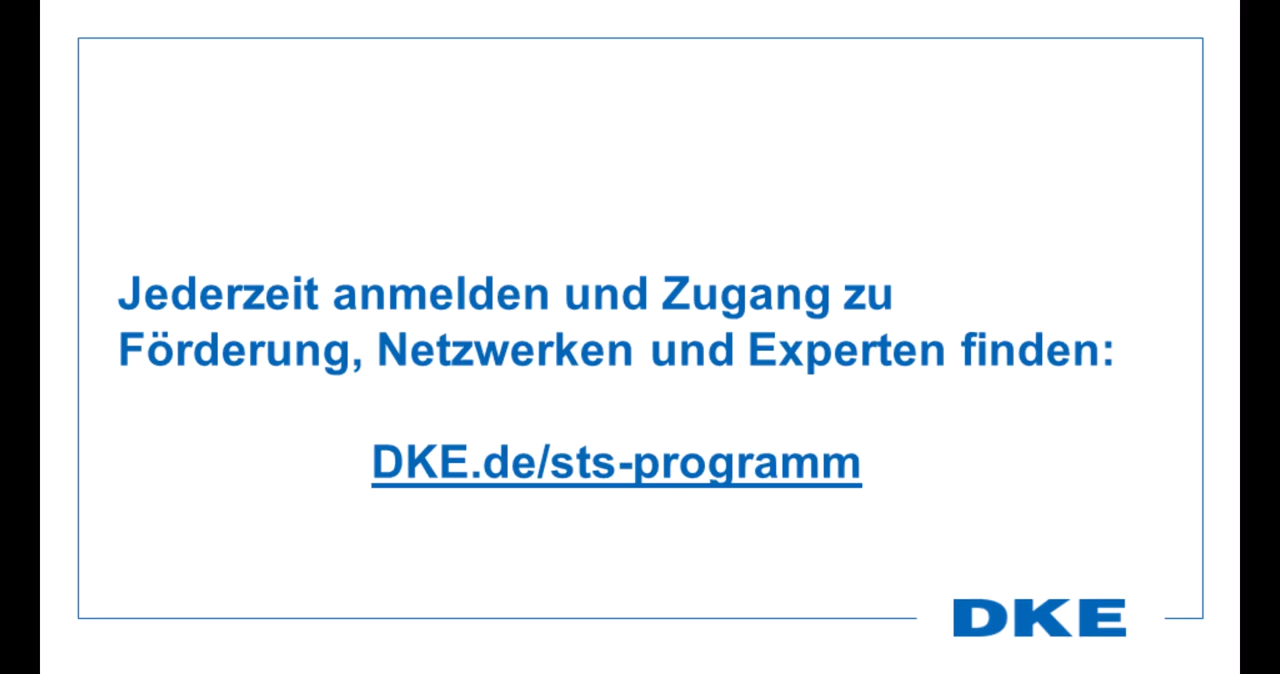 Jederzeit anmelden und Zugang zu
Förderung, Netzwerken und Experten finden:
DKE.de/sts-programm
DKE